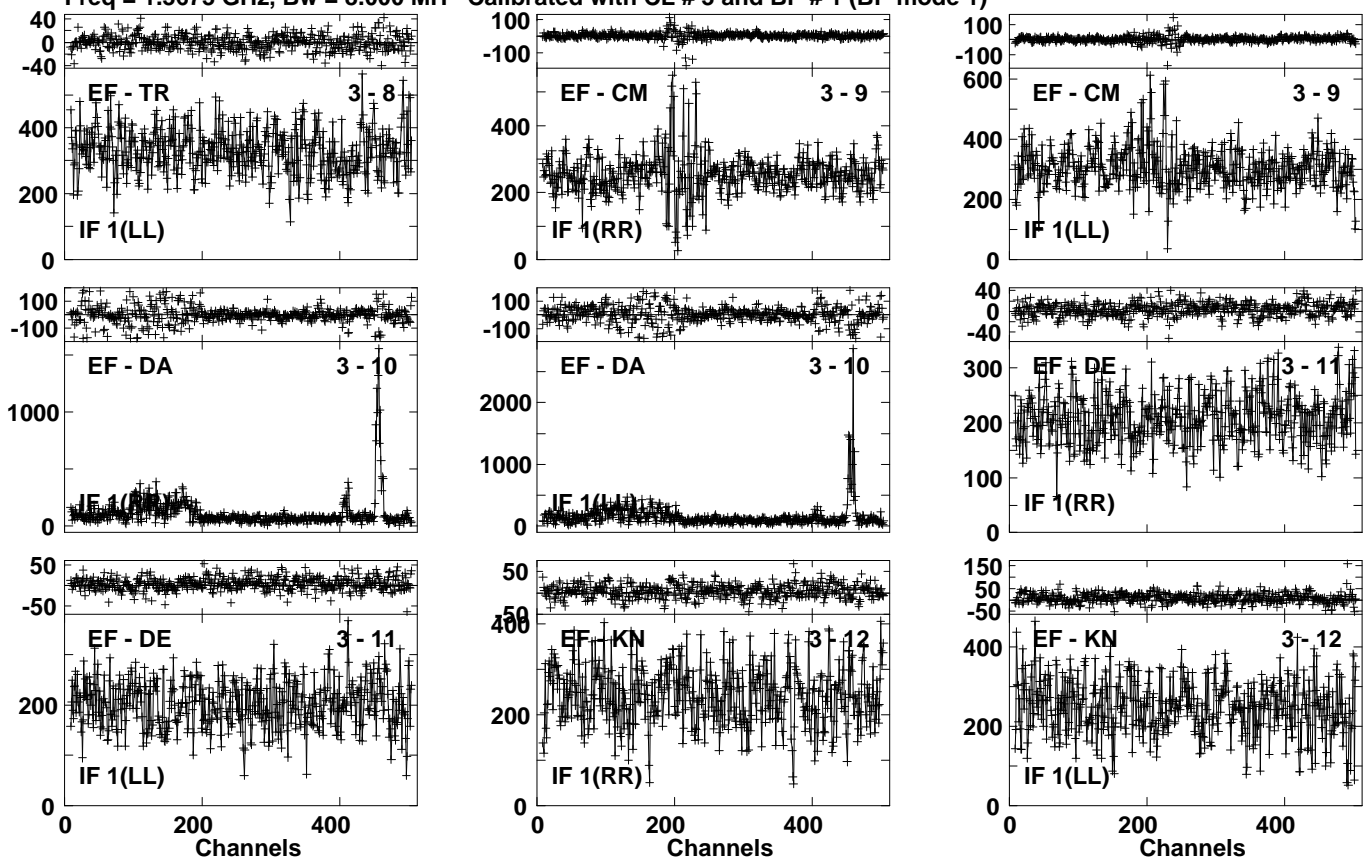 Calibrated with CL # 3 and BP # 1 (BP mode 1)
40 0 -40 400 200 0 EF - TR 3 - 8 IF 1(LL)
100 -100 400 200 0 EF - CM 3 - 9 IF 1(RR)
100 -100 600 400 200 0 EF - CM 3 - 9 IF 1(LL)
100 -100 1000 0 EF - DA 3 - 10 IF 1(RR)
100 -100 2000 1000 0 EF - DA 3 - 10 IF 1(LL)
40 0 -40 300 200 100 0 EF - DE 3 - 11 IF 1(RR)
50 -50 200 0 EF - DE 3 - 11 IF 1(LL)
50 -50 400 200 0 EF - KN 3 - 12 IF 1(RR)
150 50 -50 400 200 0 EF - KN 3 - 12 IF 1(LL)
0 200 400 0 200 400 0 200 400
Channels Channels Channels